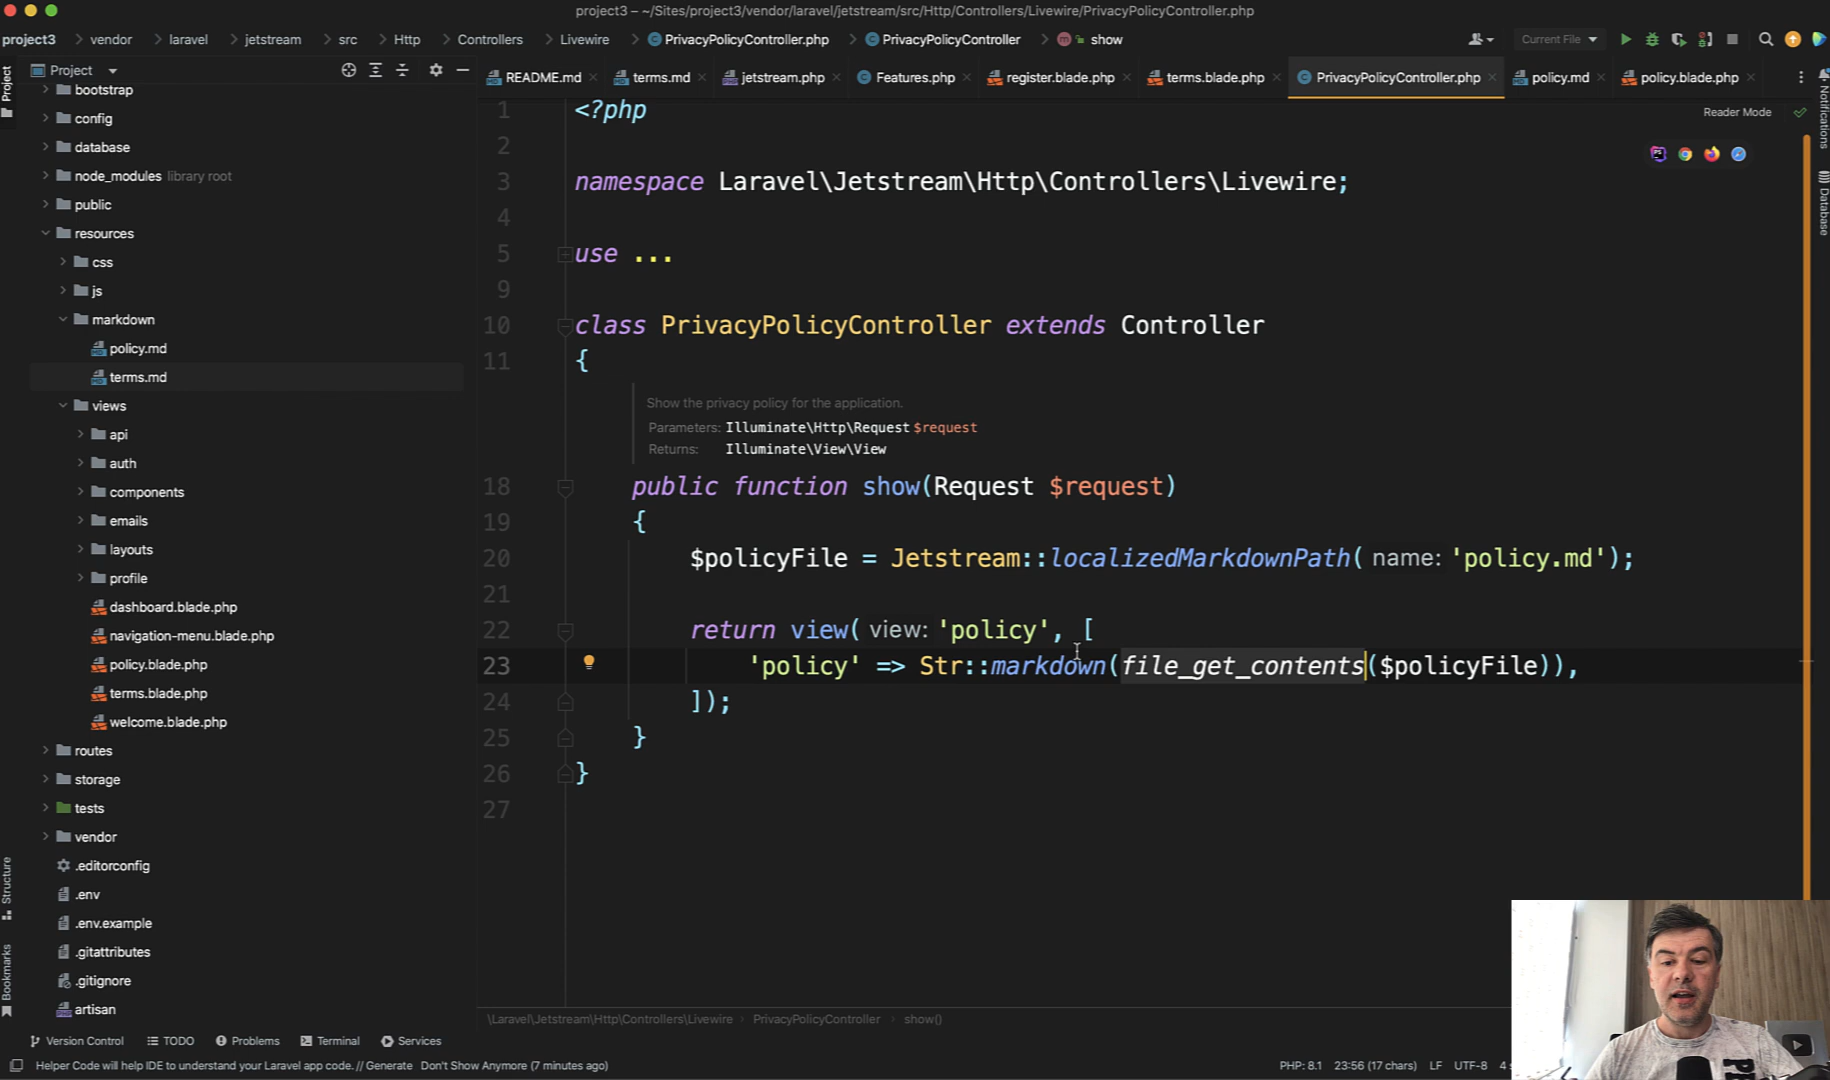 project3 – ~/Sites/project3/vendor/laravel/jetstream/src/Http/Controllers/Livewire/PrivacyPolicyController.php
project3 vendor laravel jetstream src Http Controllers Livewire PrivacyPolicyController.php PrivacyPolicyController show
Current File
Project
Project
README.md terms.md jetstream.php Features.php register.blade.php terms.blade.php PrivacyPolicyController.php policy.md policy.blade.php
Notifications
Database
Reader Mode
bootstrap
config
database
node_modules library root
public
resources
css
js
markdown
policy.md
terms.md
views
api
auth
components
emails
layouts
profile
dashboard.blade.php
navigation-menu.blade.php
policy.blade.php
terms.blade.php
welcome.blade.php
routes
storage
tests
vendor
.editorconfig
.env
.env.example
.gitattributes
.gitignore
artisan
Structure
Bookmarks
1 <?php
2
3 namespace Laravel\Jetstream\Http\Controllers\Livewire;
4
5 use ...
9
10 class PrivacyPolicyController extends Controller
11 {
Show the privacy policy for the application.
Parameters: Illuminate\Http\Request $request
Returns: Illuminate\View\View
18 public function show(Request $request)
19 {
20 $policyFile = Jetstream::localizedMarkdownPath( name: 'policy.md');
21
22 return view( view: 'policy', [
23 'policy' => Str::markdown(file_get_contents($policyFile)),
24 ]);
25 }
26 }
27
\Laravel\Jetstream\Http\Controllers\Livewire PrivacyPolicyController show()
Version Control TODO Problems Terminal Services
Helper Code will help IDE to understand your Laravel app code. // Generate Don't Show Anymore (7 minutes ago)
PHP: 8.1 23:56 (17 chars) LF UTF-8 4